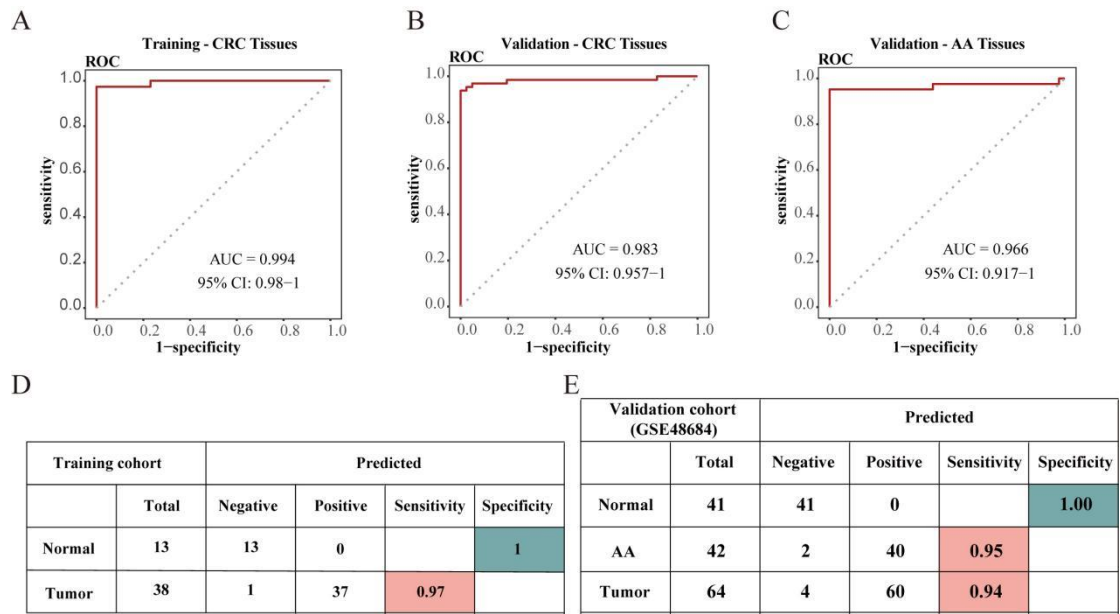 A
Training - CRC Tissues
ROC
1.0
0.8
0.6
0.4
0.2
0.0
sensitivity
AUC = 0.994
95% CI: 0.98−1
0.0 0.2 0.4 0.6 0.8 1.0
1−specificity
B
Validation - CRC Tissues
ROC
1.0
0.8
0.6
0.4
0.2
0.0
sensitivity
AUC = 0.983
95% CI: 0.957−1
0.0 0.2 0.4 0.6 0.8 1.0
1−specificity
C
Validation - AA Tissues
ROC
1.0
0.8
0.6
0.4
0.2
0.0
sensitivity
AUC = 0.966
95% CI: 0.917−1
0.0 0.2 0.4 0.6 0.8 1.0
1−specificity
D
Training cohort Predicted
Total Negative Positive Sensitivity Specificity
Normal 13 13 0 1
Tumor 38 1 37 0.97
E
Validation cohort
(GSE48684)
Predicted
Total Negative Positive Sensitivity Specificity
Normal 41 41 0 1.00
AA 42 2 40 0.95
Tumor 64 4 60 0.94